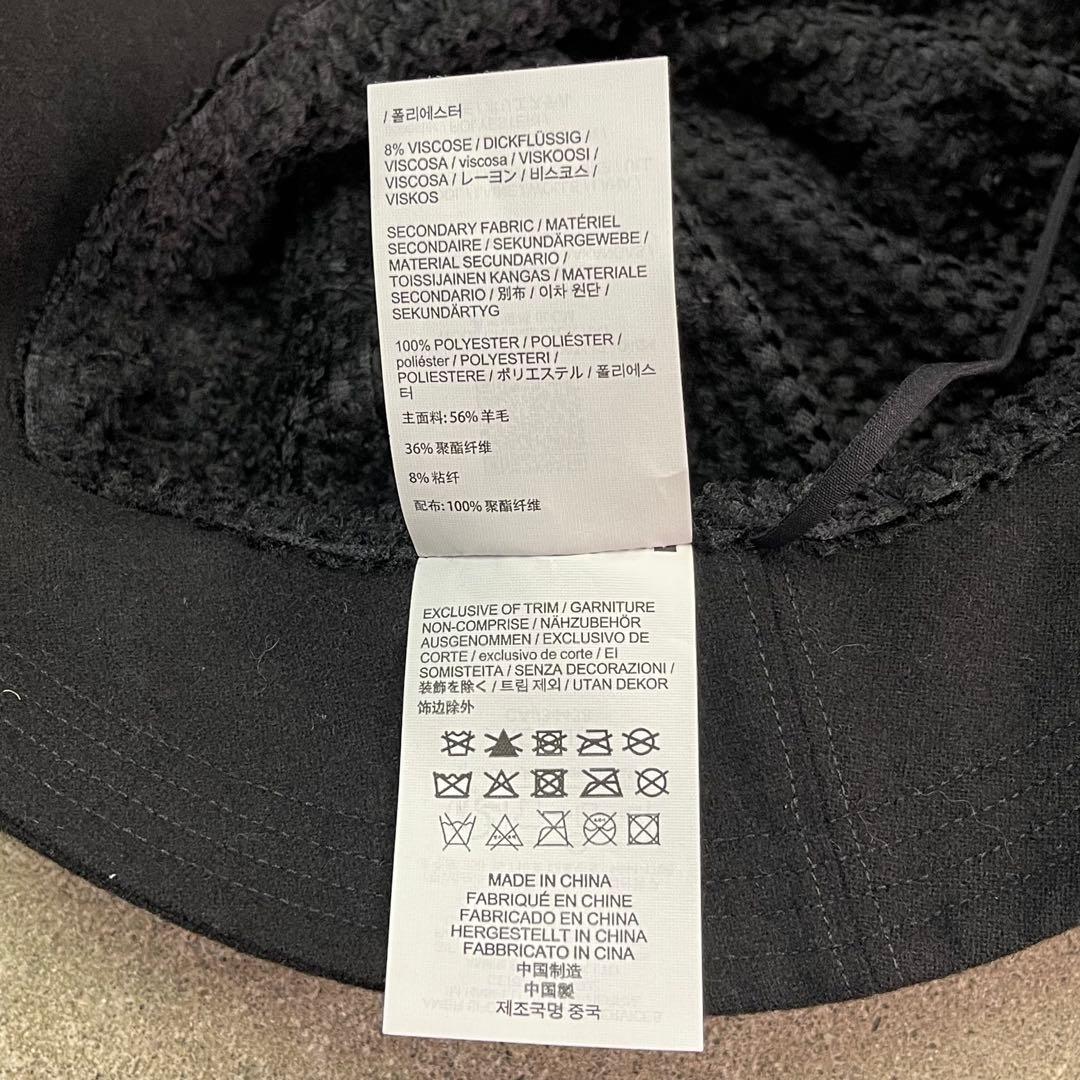 / 폴리에스터
8% VISCOSE / DICKFLÜSSIG /
VISCOSA / viscosa / VISKOOSI /
VISCOSA / レーヨン / 비스코스 /
VISKOS
SECONDARY FABRIC / MATÉRIEL
SECONDAIRE / SEKUNDÄRGEWEBE /
MATERIAL SECUNDARIO /
TOISSIJAINEN KANGAS / MATERIALE
SECONDARIO / 別布 / 이차 원단 /
SEKUNDÄRTYG
100% POLYESTER / POLIÉSTER /
poliéster / POLYESTERI /
POLIESTERE / ポリエステル / 폴리에스
터
主面料: 56% 羊毛
36% 聚酯纤维
8% 粘纤
配布: 100% 聚酯纤维
EXCLUSIVE OF TRIM / GARNITURE
NON-COMPRISE / NÄHZUBEHÖR
AUSGENOMMEN / EXCLUSIVO DE
CORTE / exclusivo de corte / EI
SOMISTEITA / SENZA DECORAZIONI /
装飾を除く / 트림 제외 / UTAN DEKOR
饰边除外
MADE IN CHINA
FABRIQUÉ EN CHINE
FABRICADO EN CHINA
HERGESTELLT IN CHINA
FABBRICATO IN CINA
中国制造
中国製
제조국명 중국